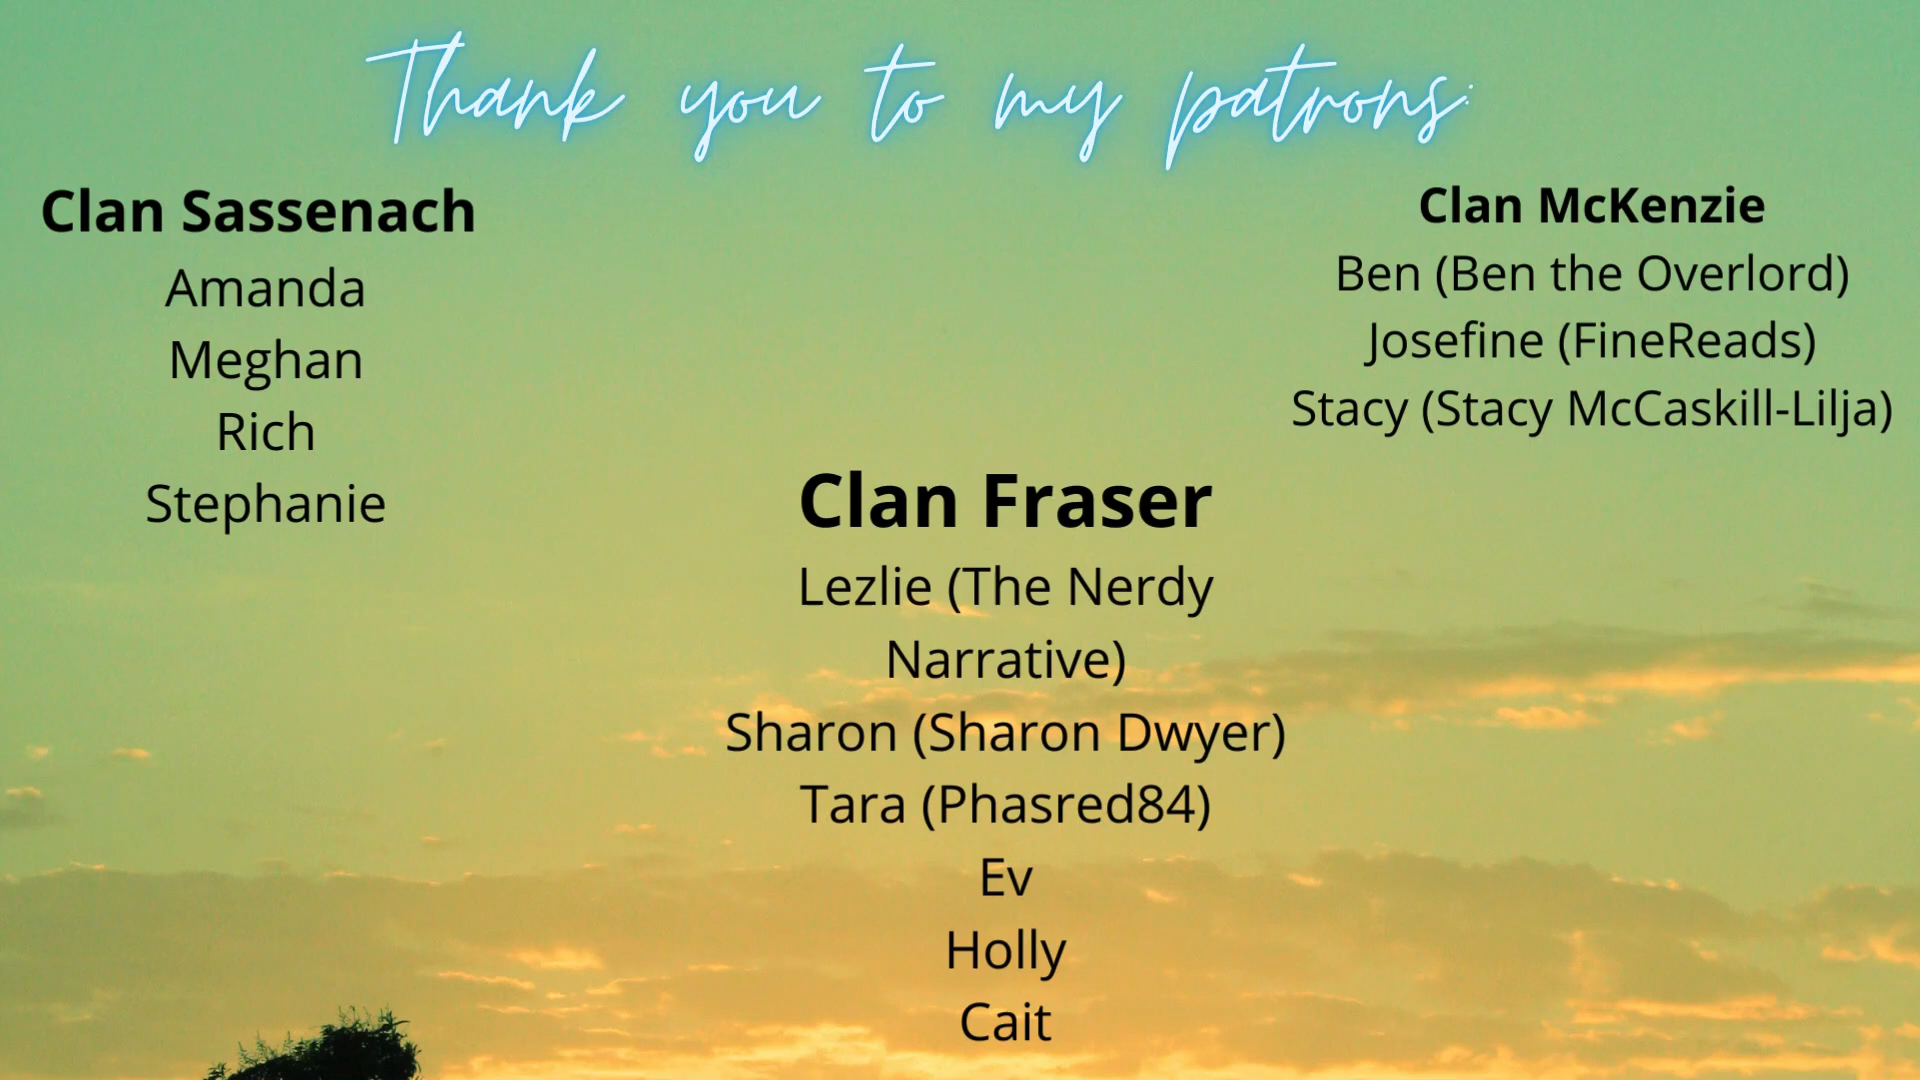 Thank you to my patrons:
Clan Sassenach
Amanda
Meghan
Rich
Stephanie
Clan McKenzie
Ben (Ben the Overlord)
Josefine (FineReads)
Stacy (Stacy McCaskill-Lilja)
Clan Fraser
Lezlie (The Nerdy
Narrative)
Sharon (Sharon Dwyer)
Tara (Phasred84)
Ev
Holly
Cait